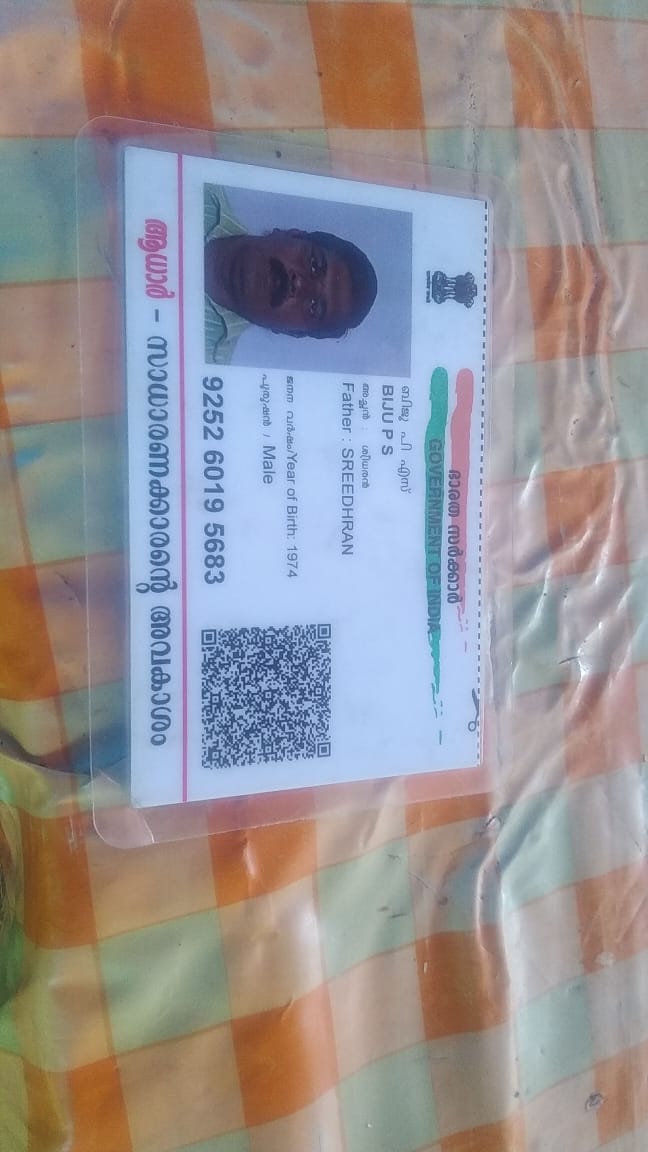 ഭാരത സർക്കാർ
GOVERNMENT OF INDIA
ബിജു പി എസ്
BIJU P S
അച്ഛൻ : ശ്രീധരൻ
Father : SREEDHRAN
ജനന വർഷം/Year of Birth: 1974
പുരുഷൻ / Male
9252 6019 5683
ആധാർ - സാധാരണക്കാരന്റെ അവകാശം